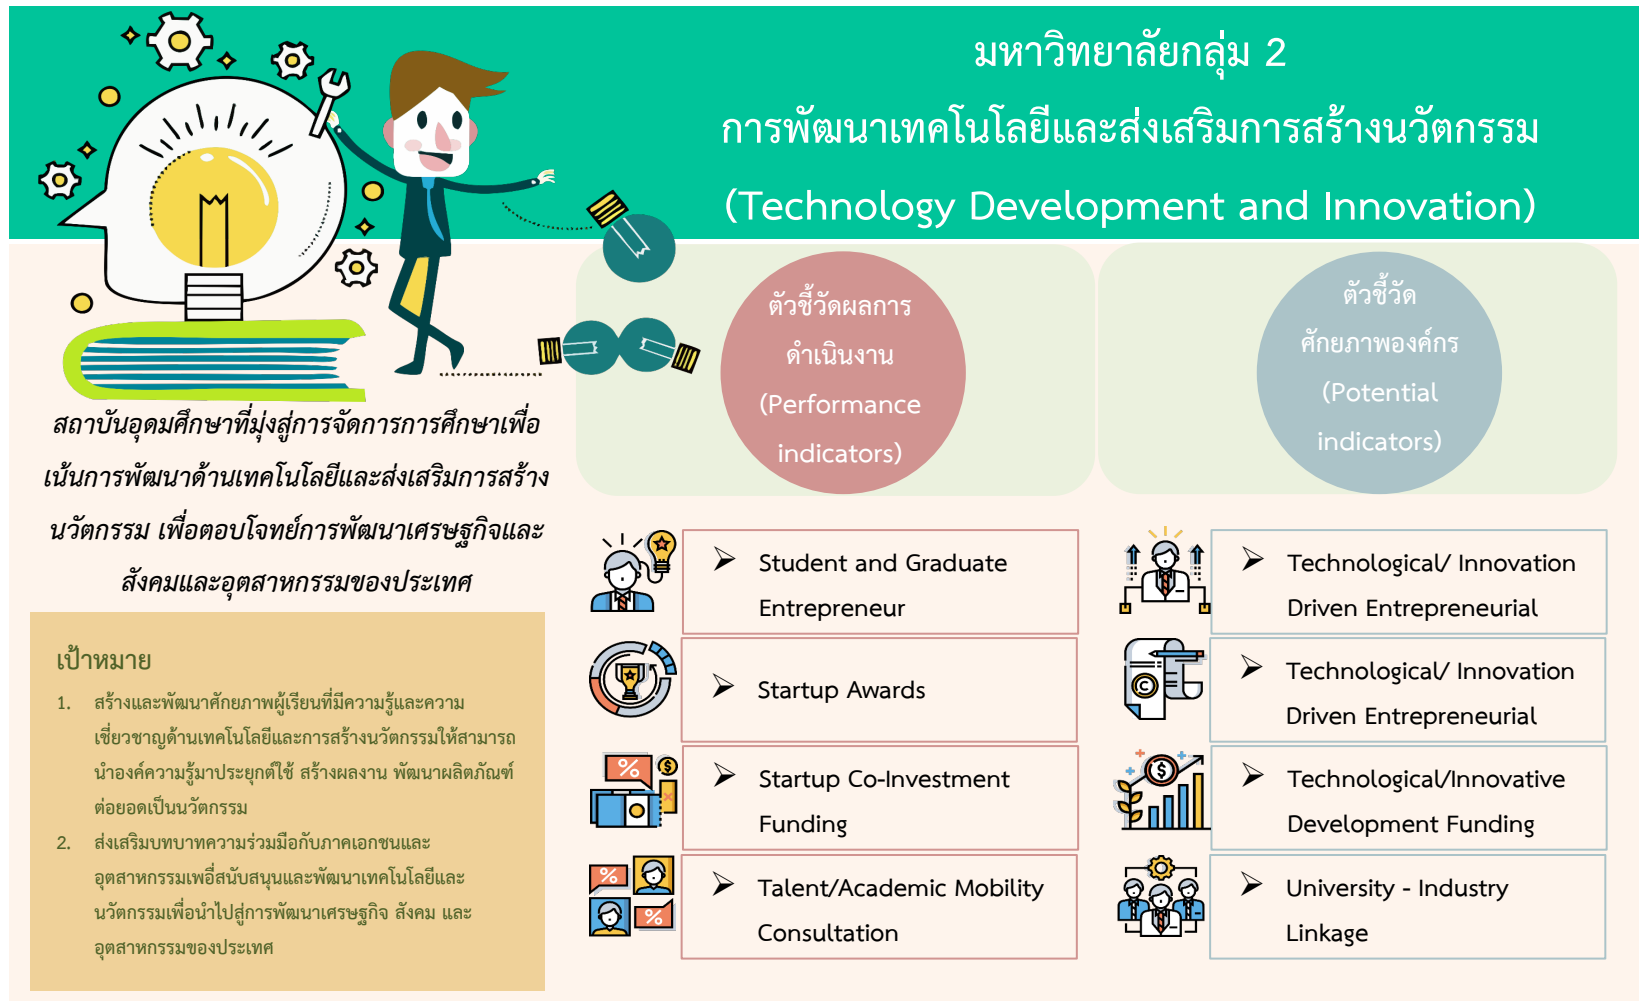 มหาวิทยาลัยกลุ่ม 2
การพัฒนาเทคโนโลยีและส่งเสริมการสร้างนวัตกรรม
(Technology Development and Innovation)
สถาบันอุดมศึกษาที่มุ่งสู่การจัดการการศึกษาเพื่อ
เน้นการพัฒนาด้านเทคโนโลยีและส่งเสริมการสร้าง
นวัตกรรม เพื่อตอบโจทย์การพัฒนาเศรษฐกิจและ
สังคมและอุตสาหกรรมของประเทศ
เป้าหมาย
1. สร้างและพัฒนาศักยภาพผู้เรียนที่มีความรู้และความ
เชี่ยวชาญด้านเทคโนโลยีและการสร้างนวัตกรรมให้สามารถ
นำองค์ความรู้มาประยุกต์ใช้ สร้างผลงาน พัฒนาผลิตภัณฑ์
ต่อยอดเป็นนวัตกรรม
2. ส่งเสริมบทบาทความร่วมมือกับภาคเอกชนและ
อุตสาหกรรมเพอื่สนับสนุนและพัฒนาเทคโนโลยีและ
นวัตกรรมเพื่อนำไปสู่การพัฒนาเศรษฐกิจ สังคม และ
อุตสาหกรรมของประเทศ
ตัวชี้วัดผลการ
ดำเนินงาน
(Performance
indicators)
➢ Student and Graduate
Entrepreneur
➢ Startup Awards
➢ Startup Co-Investment
Funding
➢ Talent/Academic Mobility
Consultation
ตัวชี้วัด
ศักยภาพองค์กร
(Potential
indicators)
➢ Technological/ Innovation
Driven Entrepreneurial
➢ Technological/ Innovation
Driven Entrepreneurial
➢ Technological/Innovative
Development Funding
➢ University - Industry
Linkage